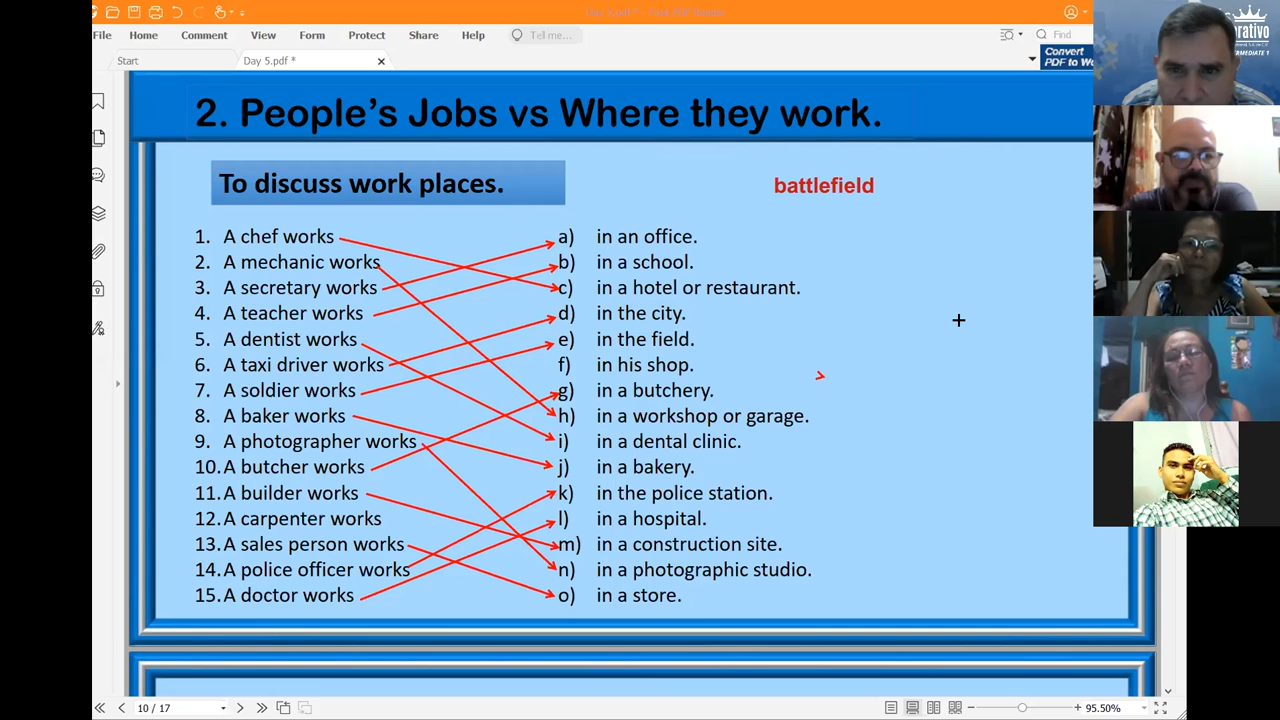 File Home Comment View Form Protect Share Help Tell me... Find
Start Day 5.pdf *
Convert
PDF to Wo
rativo
INTERMEDIATE 1
2. People's Jobs vs Where they work.
To discuss work places.
battlefield
1. A chef works
2. A mechanic works
3. A secretary works
4. A teacher works
5. A dentist works
6. A taxi driver works
7. A soldier works
8. A baker works
9. A photographer works
10. A butcher works
11. A builder works
12. A carpenter works
13. A sales person works
14. A police officer works
15. A doctor works
a) in an office.
b) in a school.
c) in a hotel or restaurant.
d) in the city.
e) in the field.
f) in his shop.
g) in a butchery.
h) in a workshop or garage.
i) in a dental clinic.
j) in a bakery.
k) in the police station.
l) in a hospital.
m) in a construction site.
n) in a photographic studio.
o) in a store.
10 / 17
95.50%